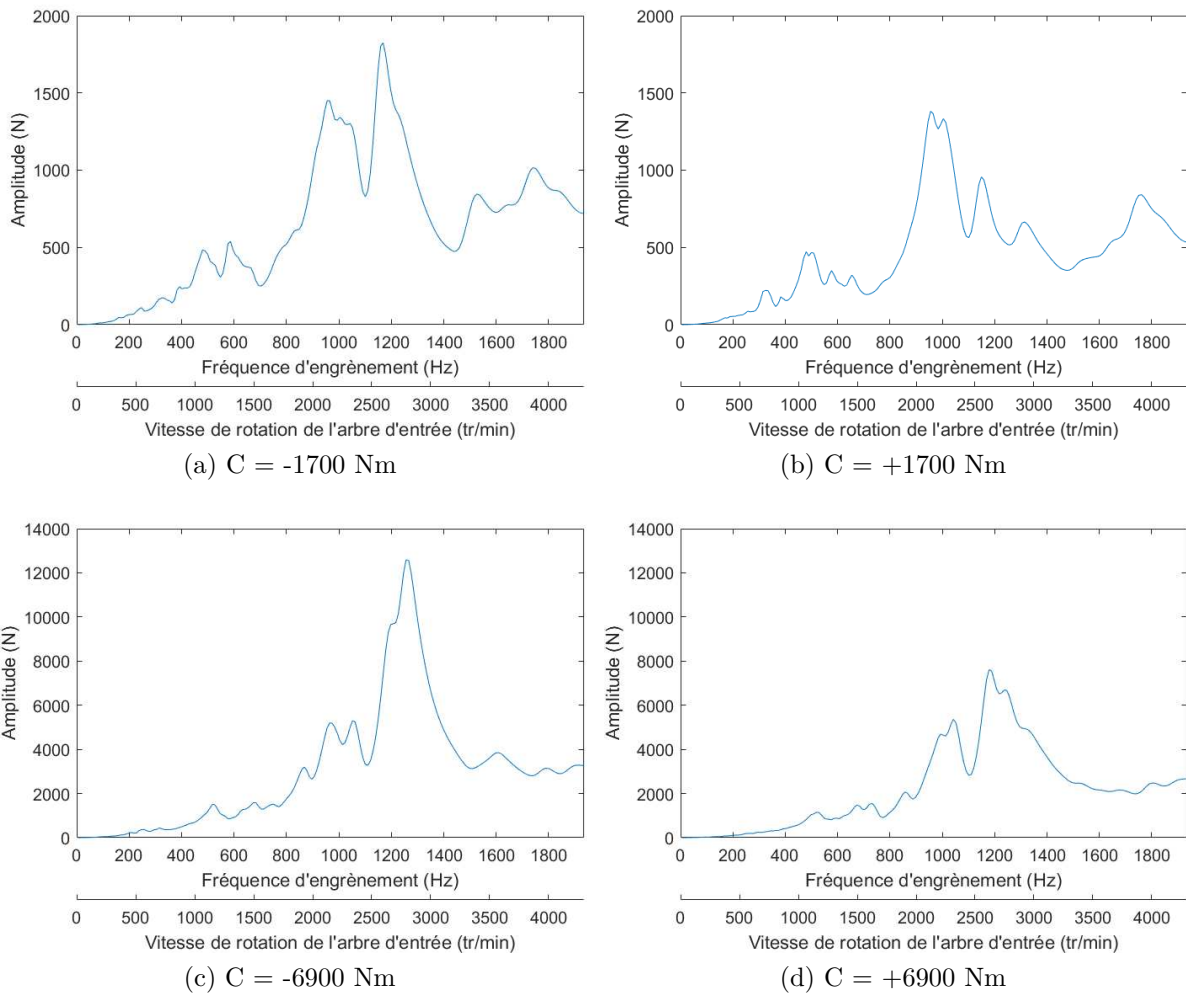 2000
1500
1000
500
0
Amplitude (N)
0 200 400 600 800 1000 1200 1400 1600 1800
Fréquence d'engrènement (Hz)
0 500 1000 1500 2000 2500 3000 3500 4000
Vitesse de rotation de l'arbre d'entrée (tr/min)
(a) C = -1700 Nm
2000
1500
1000
500
0
Amplitude (N)
0 200 400 600 800 1000 1200 1400 1600 1800
Fréquence d'engrènement (Hz)
0 500 1000 1500 2000 2500 3000 3500 4000
Vitesse de rotation de l'arbre d'entrée (tr/min)
(b) C = +1700 Nm
14000
12000
10000
8000
6000
4000
2000
0
Amplitude (N)
0 200 400 600 800 1000 1200 1400 1600 1800
Fréquence d'engrènement (Hz)
0 500 1000 1500 2000 2500 3000 3500 4000
Vitesse de rotation de l'arbre d'entrée (tr/min)
(c) C = -6900 Nm
14000
12000
10000
8000
6000
4000
2000
0
Amplitude (N)
0 200 400 600 800 1000 1200 1400 1600 1800
Fréquence d'engrènement (Hz)
0 500 1000 1500 2000 2500 3000 3500 4000
Vitesse de rotation de l'arbre d'entrée (tr/min)
(d) C = +6900 Nm